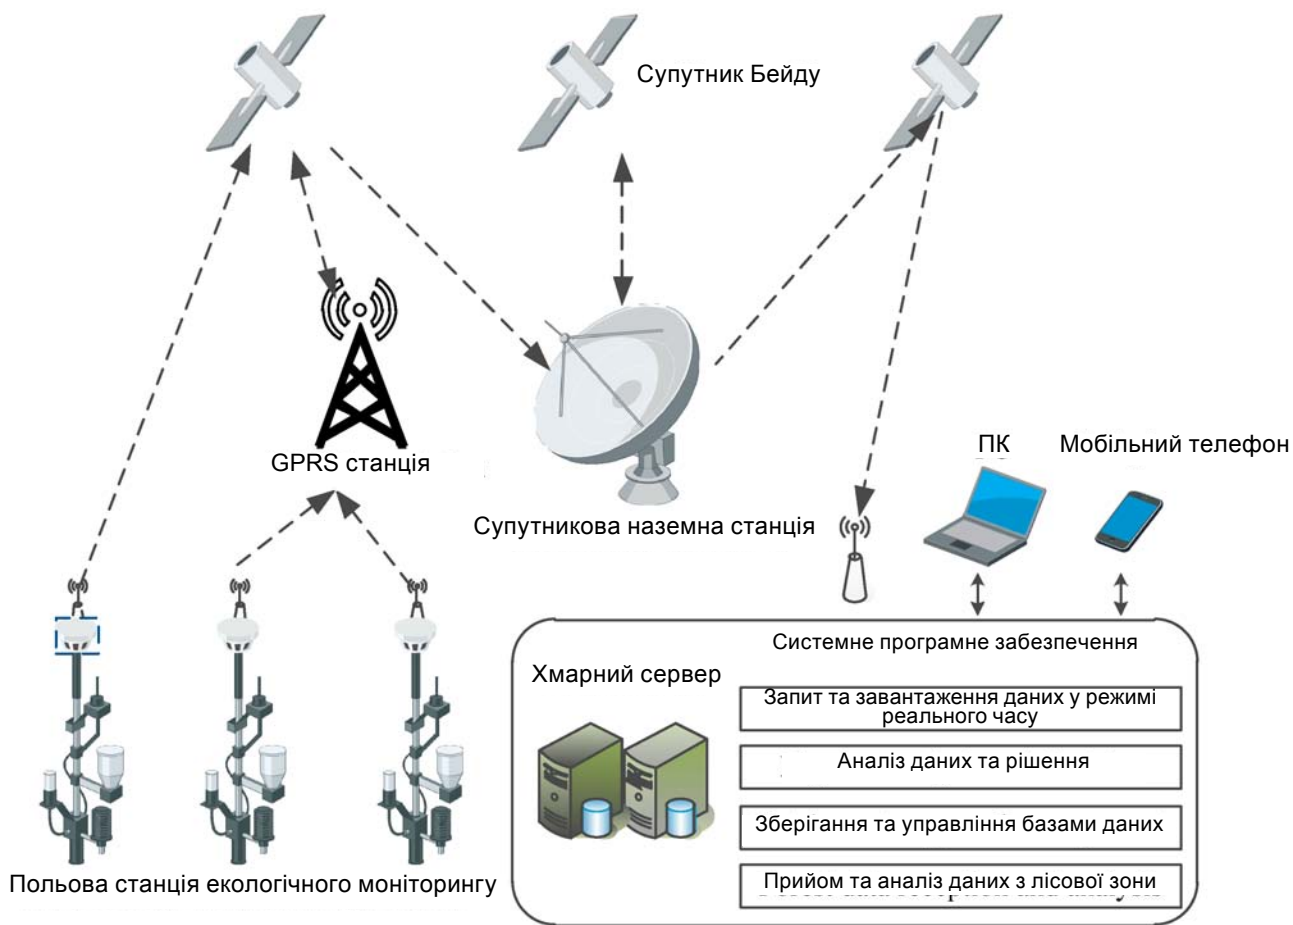 Супутник Бейду
GPRS станція
ПК
Мобільний телефон
Супутникова наземна станція
Системне програмне забезпечення
Хмарний сервер
Запит та завантаження даних у режимі
реального часу
Аналіз даних та рішення
Зберігання та управління базами даних
Прийом та аналіз даних з лісової зони
Польова станція екологічного моніторингу